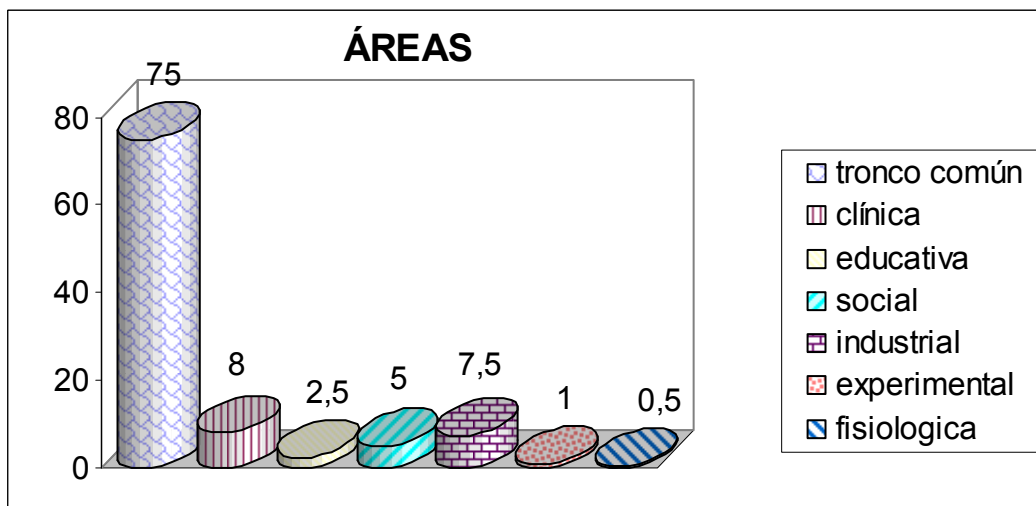 ÁREAS
75
8
2,5
5
7,5
1
0,5
80
60
40
20
0
tronco común
clínica
educativa
social
industrial
experimental
fisiologica